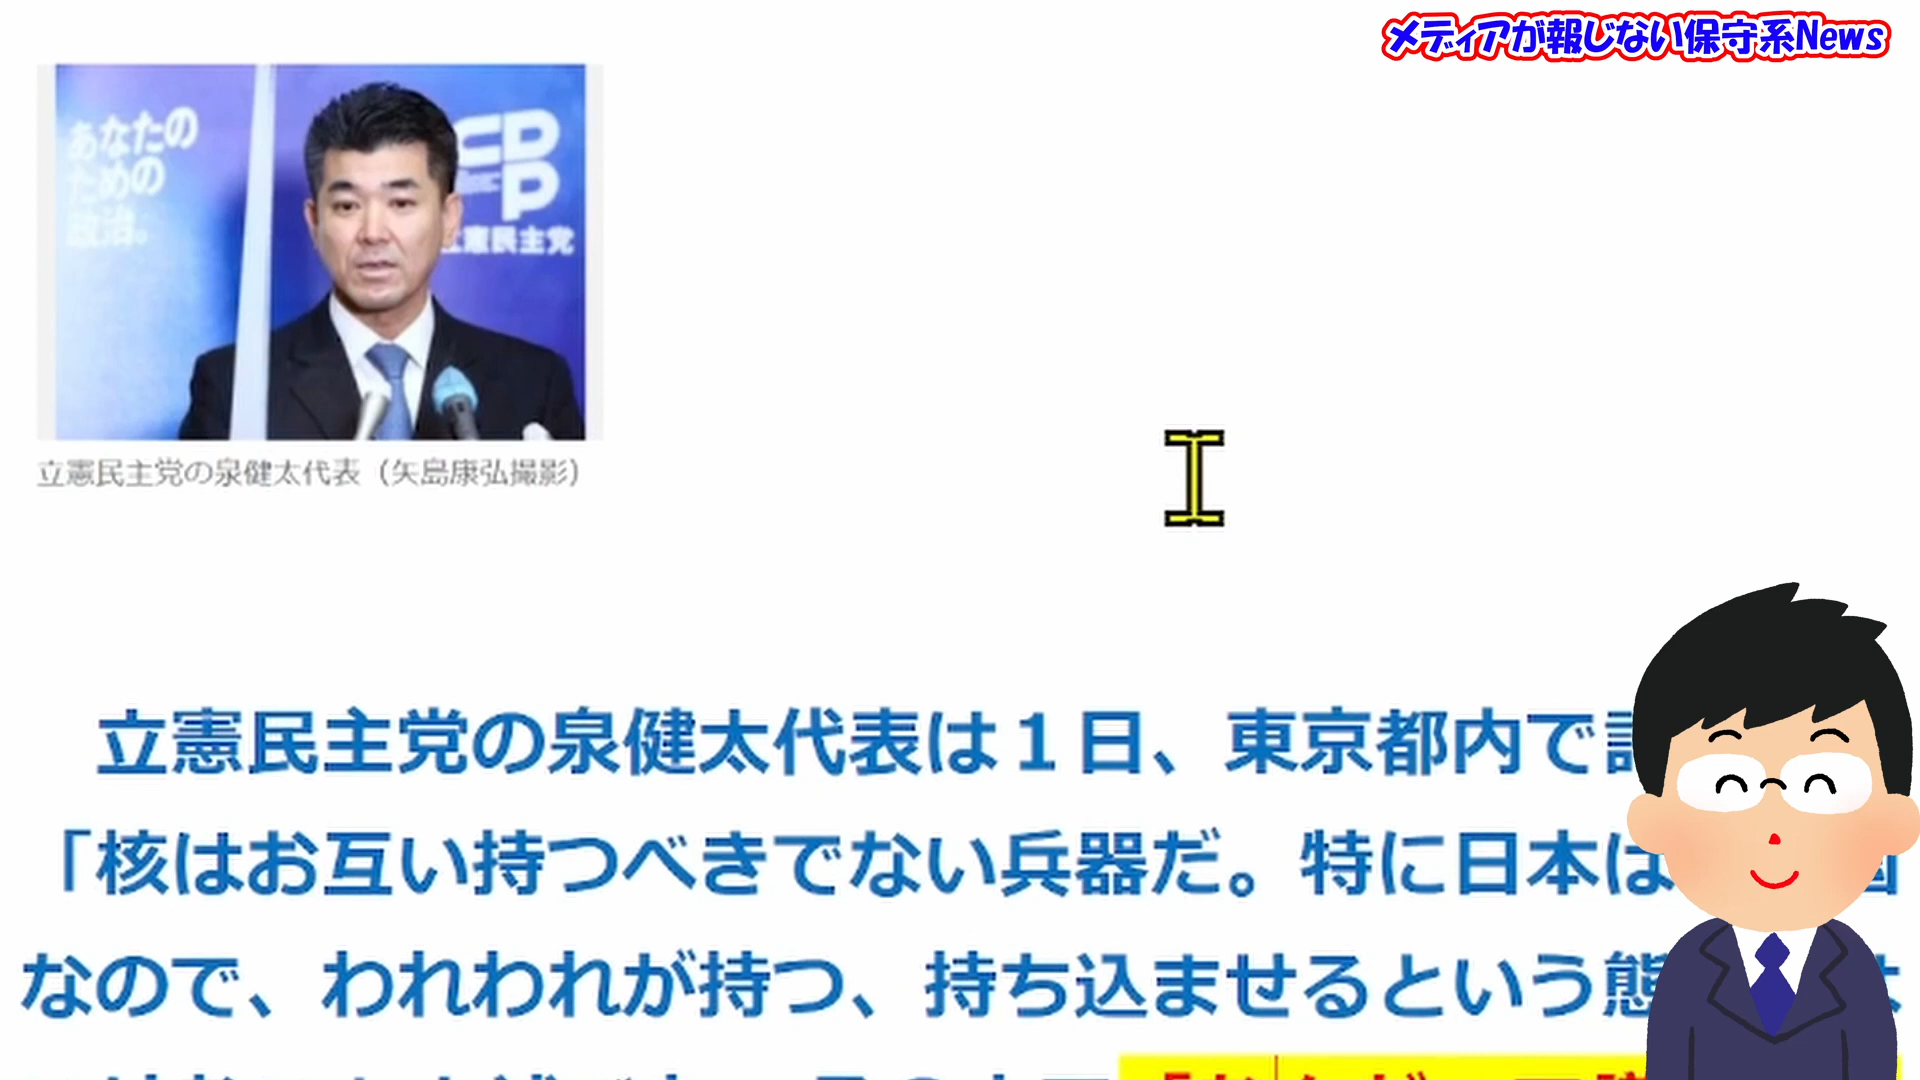 メディアが報じない保守系News
あなたの
ための
政治。
CDP
立憲民主党
立憲民主党の泉健太代表（矢島康弘撮影）
立憲民主党の泉健太代表は１日、東京都内で
「核はお互い持つべきでない兵器だ。特に日本は
なので、われわれが持つ、持ち込ませるという態